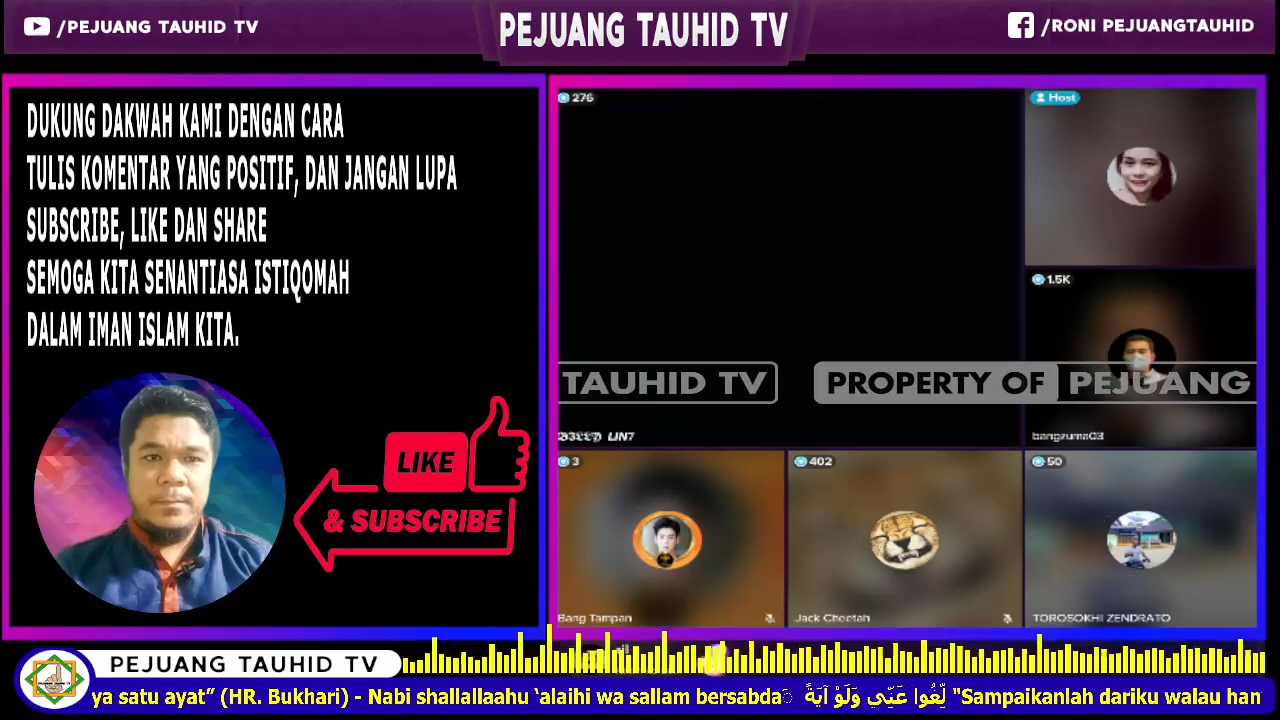 /PEJUANG TAUHID TV
PEJUANG TAUHID TV
/RONI PEJUANGTAUHID
DUKUNG DAKWAH KAMI DENGAN CARA
TULIS KOMENTAR YANG POSITIF, DAN JANGAN LUPA
SUBSCRIBE, LIKE DAN SHARE
SEMOGA KITA SENANTIASA ISTIQOMAH
DALAM IMAN ISLAM KITA.
LIKE
& SUBSCRIBE
276
Host
1.5K
TAUHID TV
PROPERTY OF PEJUANG
LIN7
bangzuma03
3
402
50
Bang Tampan
Jack Cheetah
TOROSOKHI ZENDRATO
PEJUANG TAUHID TV
ya satu ayat” (HR. Bukhari) - Nabi shallallaahu ‘alaihi wa sallam bersabda بَلِّغُوا عَنِّي وَلَوْ آيَةً "Sampaikanlah dariku walau han